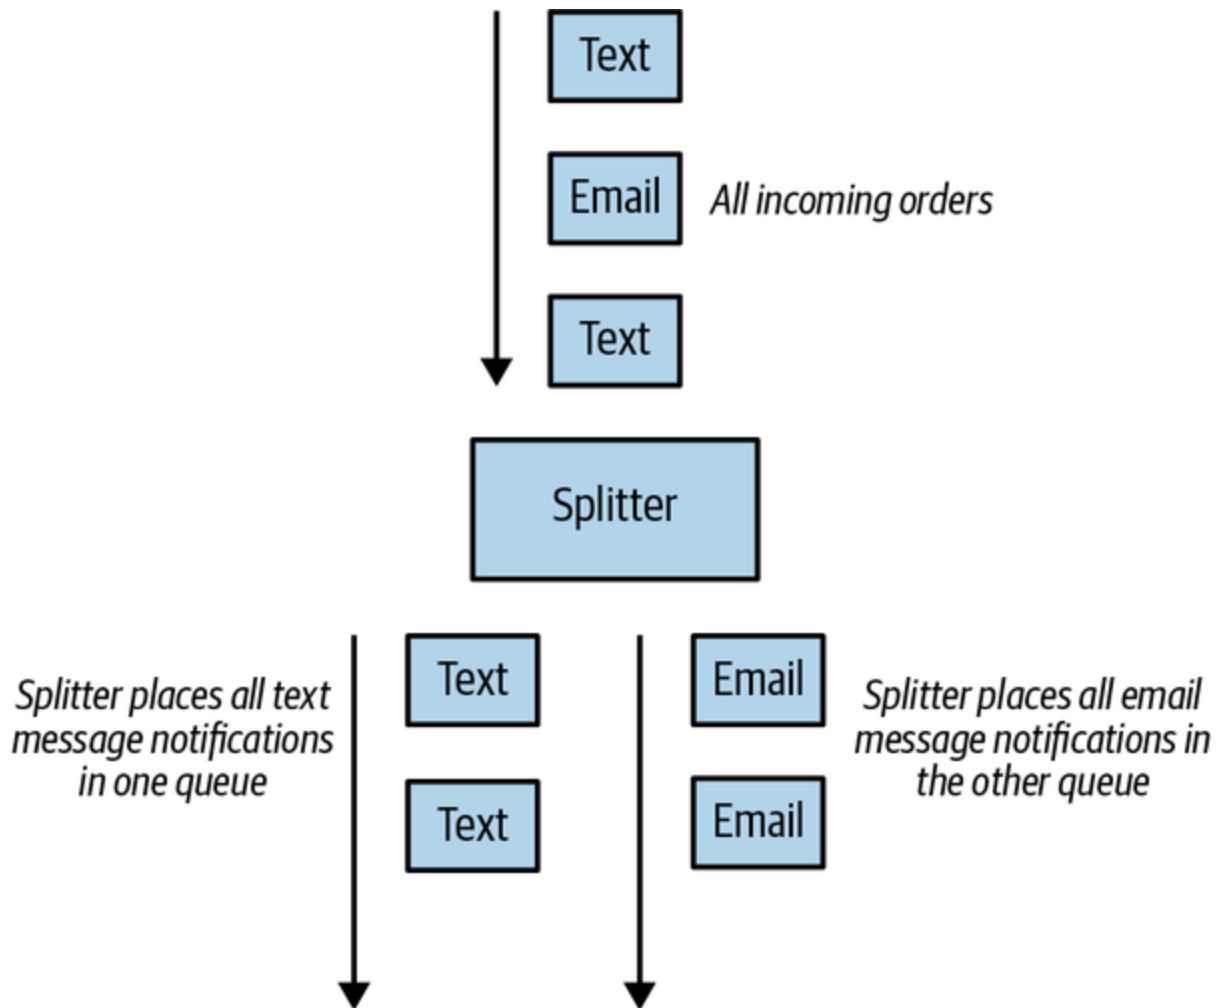 Text
Email
All incoming orders
Text
Splitter
Splitter places all text
message notifications
in one queue
Text
Text
Email
Email
Splitter places all email
message notifications in
the other queue